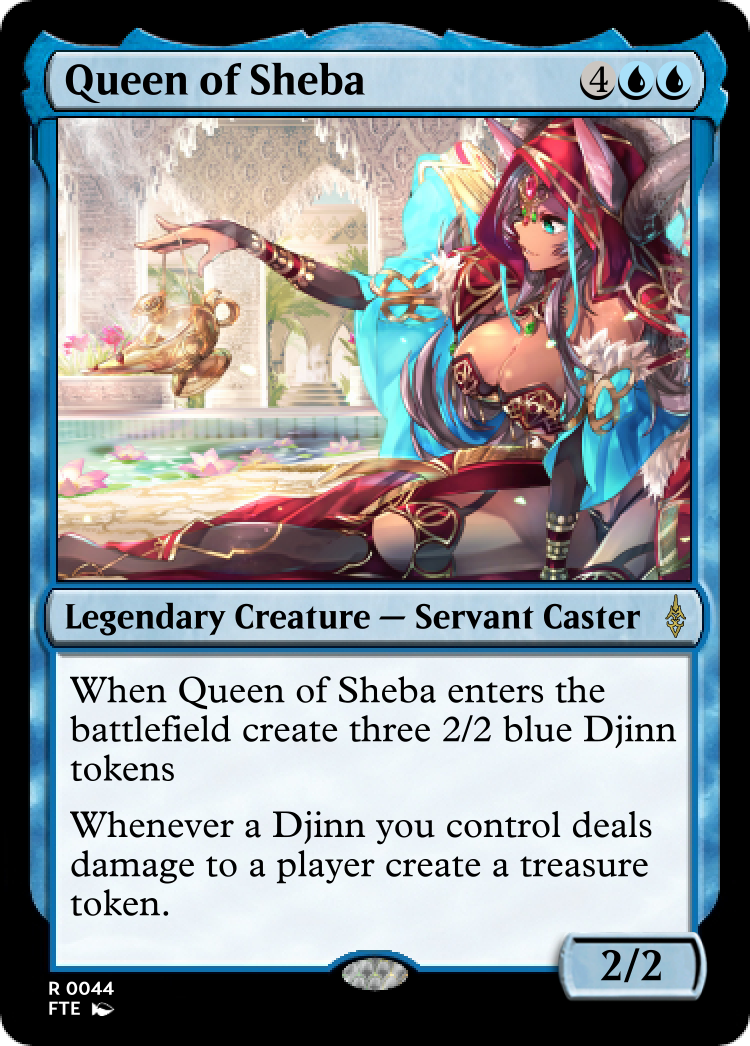 Queen of Sheba 4
Legendary Creature — Servant Caster
When Queen of Sheba enters the
battlefield create three 2/2 blue Djinn
tokens
Whenever a Djinn you control deals
damage to a player create a treasure
token.
2/2
R 0044
FTE